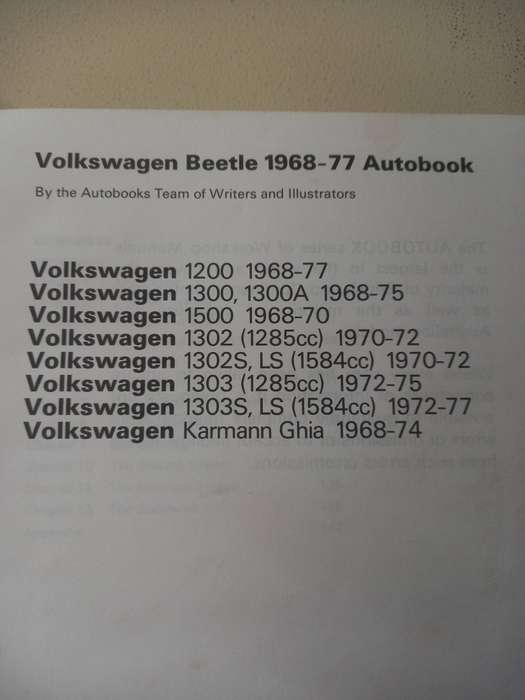 Volkswagen Beetle 1968-77 Autobook
By the Autobooks Team of Writers and Illustrators
Volkswagen 1200 1968-77
Volkswagen 1300, 1300A 1968-75
Volkswagen 1500 1968-70
Volkswagen 1302 (1285cc) 1970-72
Volkswagen 1302S, LS (1584cc) 1970-72
Volkswagen 1303 (1285cc) 1972-75
Volkswagen 1303S, LS (1584cc) 1972-77
Volkswagen Karmann Ghia 1968-74